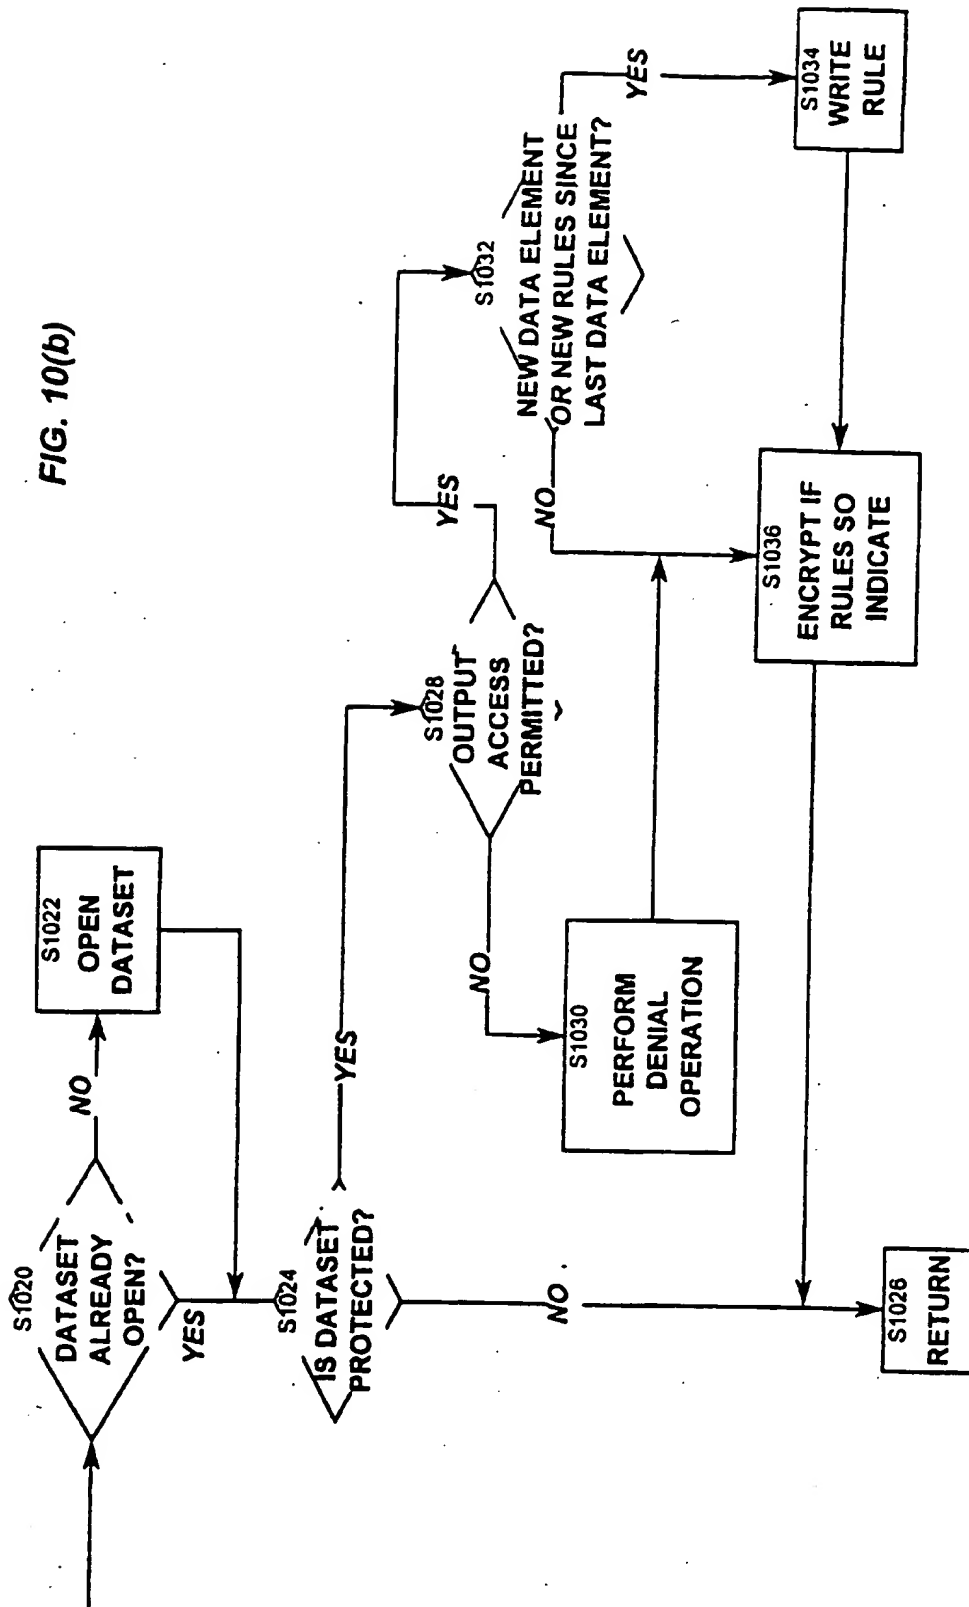 FIG. 10(b)
S1020
DATASET
ALREADY
OPEN?
NO
S1022
OPEN
DATASET
YES
S1024
IS DATASET
PROTECTED?
YES
NO
S1026
RETURN
S1028
OUTPUT
ACCESS
PERMITTED?
NO
YES
S1030
PERFORM
DENIAL
OPERATION
S1032
NEW DATA ELEMENT
OR NEW RULES SINCE
LAST DATA ELEMENT?
NO
YES
S1034
WRITE
RULE
S1036
ENCRYPT IF
RULES SO
INDICATE